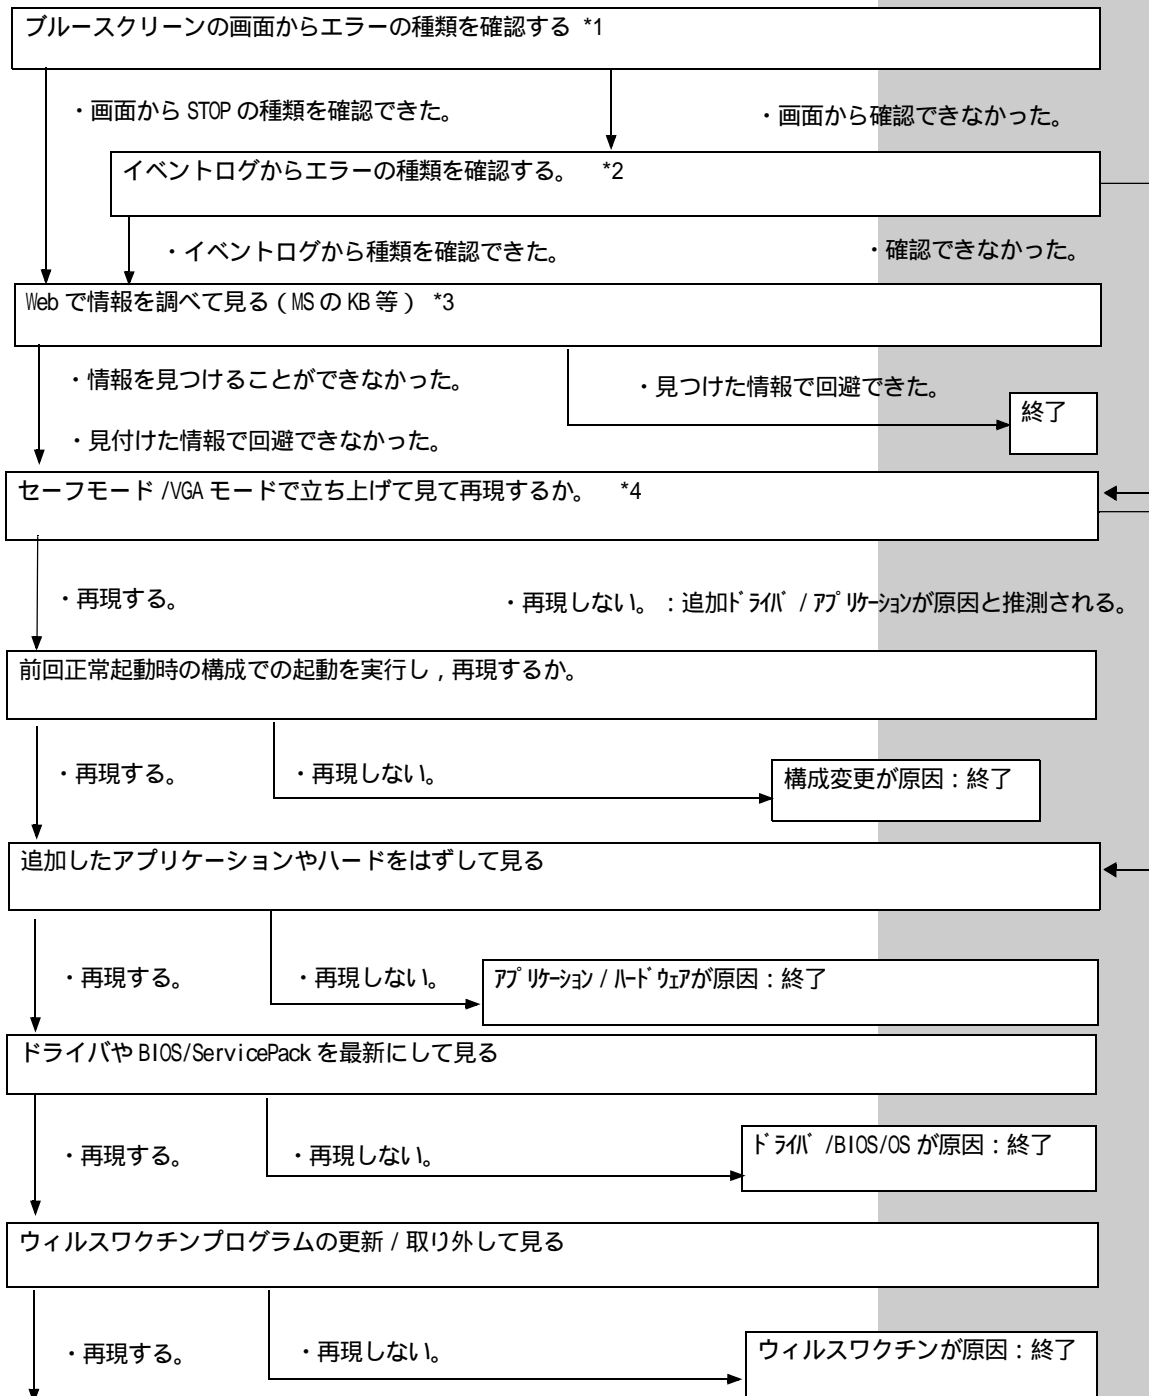 ブルースクリーンの画面からエラーの種類を確認する *1
・画面から STOP の種類を確認できた。
・画面から確認できなかった。
イベントログからエラーの種類を確認する。 *2
・イベントログから種類を確認できた。
・確認できなかった。
Web で情報を調べて見る（MS の KB 等） *3
・情報を見つけることができなかった。
・見つけた情報で回避できた。
終了
・見付けた情報で回避できなかった。
セーフモード /VGA モードで立ち上げて見て再現するか。 *4
・再現する。
・再現しない。：追加ﾄﾞﾗｲﾊﾞ / ｱﾌﾟﾘｹｰｼｮﾝが原因と推測される。
前回正常起動時の構成での起動を実行し，再現するか。
・再現する。
・再現しない。
構成変更が原因：終了
追加したアプリケーションやハードをはずして見る
・再現する。
・再現しない。
ｱﾌﾟﾘｹｰｼｮﾝ / ﾊｰﾄﾞｳｪｱが原因：終了
ドライバや BIOS/ServicePack を最新にして見る
・再現する。
・再現しない。
ﾄﾞﾗｲﾊﾞ /BIOS/OS が原因：終了
ウィルスワクチンプログラムの更新 / 取り外して見る
・再現する。
・再現しない。
ウィルスワクチンが原因：終了